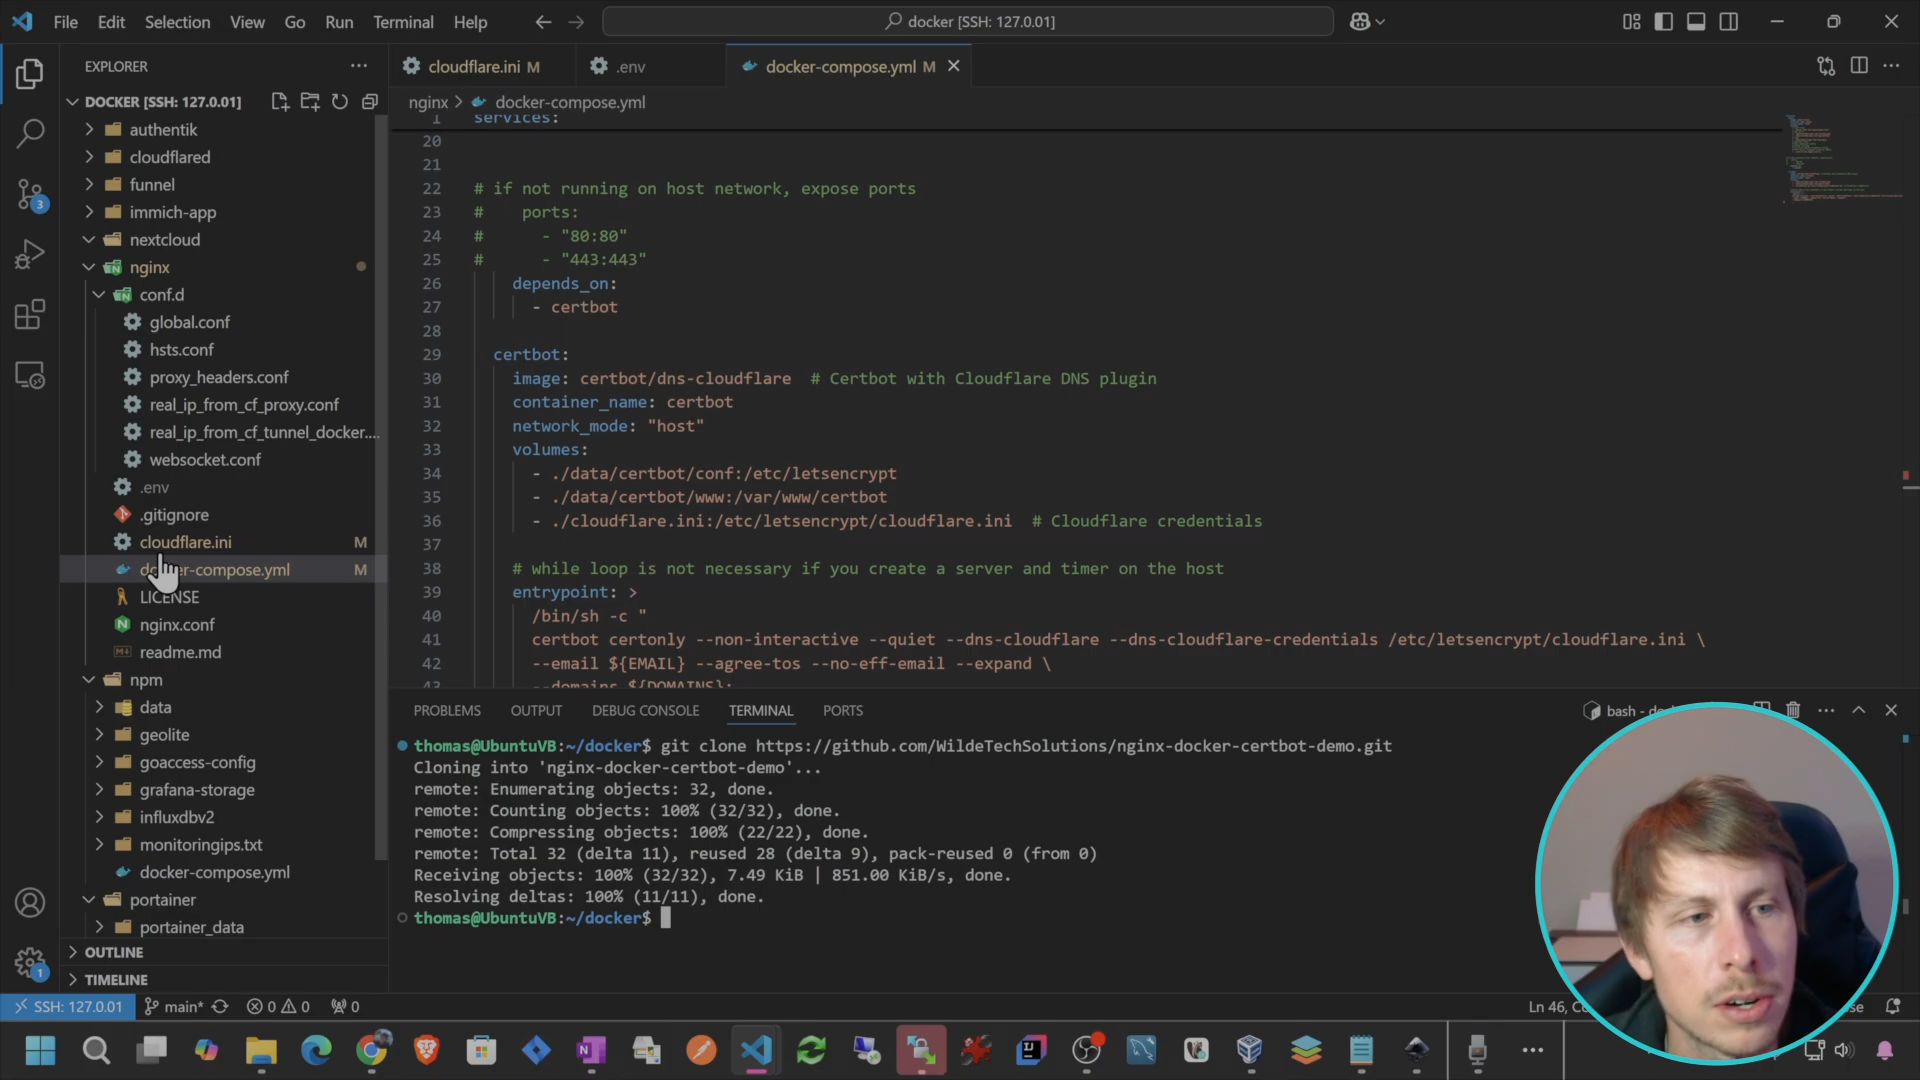 File Edit Selection View Go Run Terminal Help
docker [SSH: 127.0.01]
EXPLORER
DOCKER [SSH: 127.0.01]
authentik
cloudflared
funnel
immich-app
nextcloud
nginx
conf.d
global.conf
hsts.conf
proxy_headers.conf
real_ip_from_cf_proxy.conf
real_ip_from_cf_tunnel_docker....
websocket.conf
.env
.gitignore
cloudflare.ini M
docker-compose.yml M
LICENSE
nginx.conf
readme.md
npm
data
geolite
goaccess-config
grafana-storage
influxdbv2
monitoringips.txt
docker-compose.yml
portainer
portainer_data
OUTLINE
TIMELINE
3
1
cloudflare.ini M
.env
docker-compose.yml M
nginx > docker-compose.yml
1 services:
20
21
22 # if not running on host network, expose ports
23 # ports:
24 # - "80:80"
25 # - "443:443"
26 depends_on:
27 - certbot
28
29 certbot:
30 image: certbot/dns-cloudflare # Certbot with Cloudflare DNS plugin
31 container_name: certbot
32 network_mode: "host"
33 volumes:
34 - ./data/certbot/conf:/etc/letsencrypt
35 - ./data/certbot/www:/var/www/certbot
36 - ./cloudflare.ini:/etc/letsencrypt/cloudflare.ini # Cloudflare credentials
37
38 # while loop is not necessary if you create a server and timer on the host
39 entrypoint: >
40 /bin/sh -c "
41 certbot certonly --non-interactive --quiet --dns-cloudflare --dns-cloudflare-credentials /etc/letsencrypt/cloudflare.ini \
42 --email ${EMAIL} --agree-tos --no-eff-email --expand \
43 --domains ${DOMAINS};
PROBLEMS OUTPUT DEBUG CONSOLE TERMINAL PORTS
bash
thomas@UbuntuVB:~/docker$ git clone https://github.com/WildeTechSolutions/nginx-docker-certbot-demo.git
Cloning into 'nginx-docker-certbot-demo'...
remote: Enumerating objects: 32, done.
remote: Counting objects: 100% (32/32), done.
remote: Compressing objects: 100% (22/22), done.
remote: Total 32 (delta 11), reused 28 (delta 9), pack-reused 0 (from 0)
Receiving objects: 100% (32/32), 7.49 KiB | 851.00 KiB/s, done.
Resolving deltas: 100% (11/11), done.
thomas@UbuntuVB:~/docker$
SSH: 127.0.01 main* 0 0 0 Ln 46,